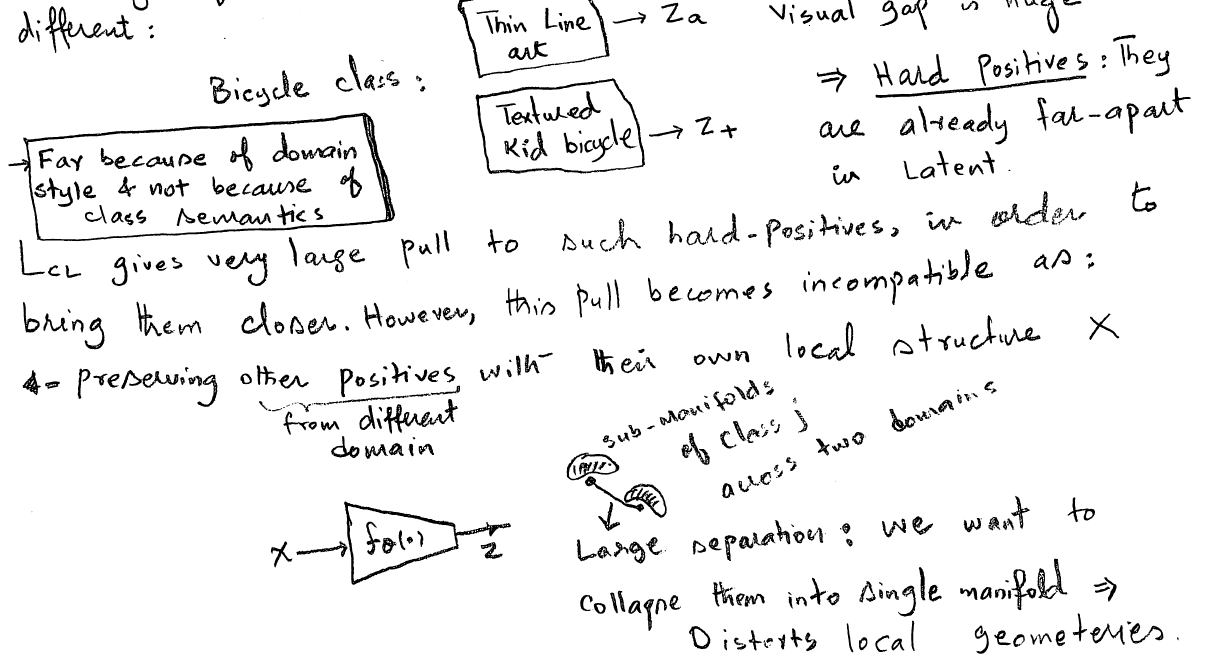 different :
Thin Line
art
→ Za
Visual gap is huge
Bicycle class :
Textured
Kid bicycle
→ Z+
⇒ Hard Positives : They
are already far-apart
in Latent.
→ Far because of domain
style & not because of
class semantics
LCL gives very large pull to such hard-positives, in order to
bring them closer. However, this pull becomes incompatible as :
- Preserving other positives with their own local structure X
from different
domain
sub-manifolds
of class j
across two domains
X → fθ(.) → Z
Large separation : we want to
collapse them into single manifold ⇒
Distorts local geometeries.